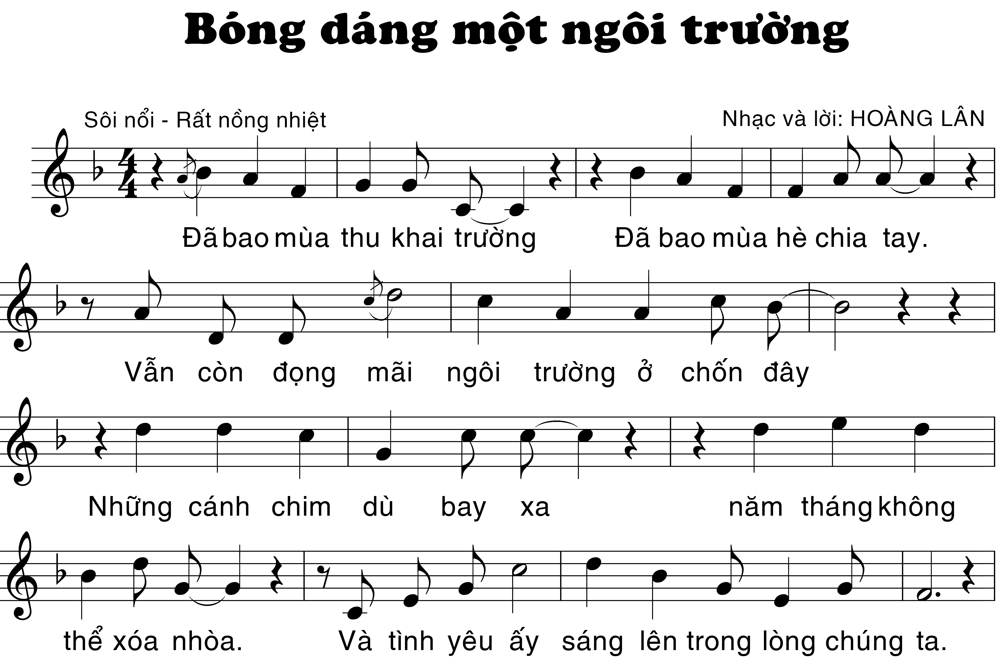 Bóng dáng một ngôi trường
Sôi nổi - Rất nồng nhiệt
Nhạc và lời: HOÀNG LÂN
Đã bao mùa thu khai trường Đã bao mùa hè chia tay.
Vẫn còn đọng mãi ngôi trường ở chốn đây
Những cánh chim dù bay xa năm tháng không
thể xóa nhòa. Và tình yêu ấy sáng lên trong lòng chúng ta.